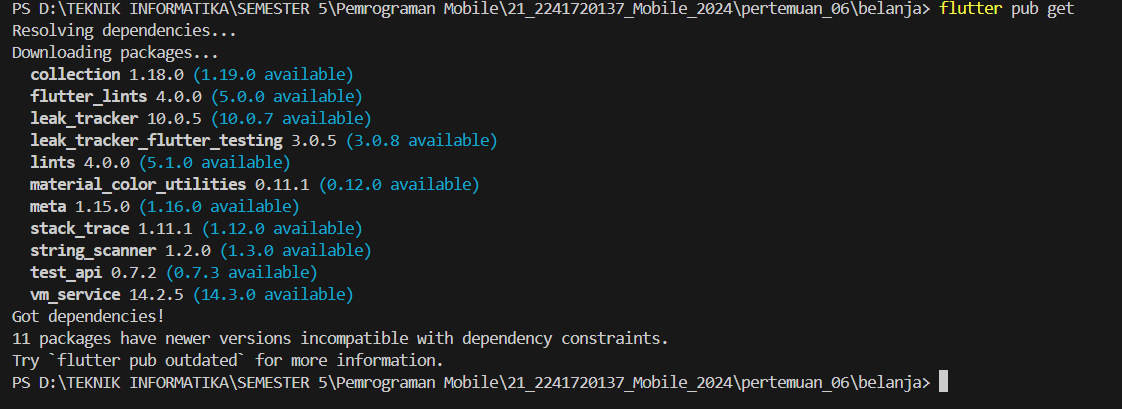 PS D:\TEKNIK INFORMATIKA\SEMESTER 5\Pemrograman Mobile\21_2241720137_Mobile_2024\pertemuan_06\belanja> flutter pub get
Resolving dependencies...
Downloading packages...
  collection 1.18.0 (1.19.0 available)
  flutter_lints 4.0.0 (5.0.0 available)
  leak_tracker 10.0.5 (10.0.7 available)
  leak_tracker_flutter_testing 3.0.5 (3.0.8 available)
  lints 4.0.0 (5.1.0 available)
  material_color_utilities 0.11.1 (0.12.0 available)
  meta 1.15.0 (1.16.0 available)
  stack_trace 1.11.1 (1.12.0 available)
  string_scanner 1.2.0 (1.3.0 available)
  test_api 0.7.2 (0.7.3 available)
  vm_service 14.2.5 (14.3.0 available)
Got dependencies!
11 packages have newer versions incompatible with dependency constraints.
Try `flutter pub outdated` for more information.
PS D:\TEKNIK INFORMATIKA\SEMESTER 5\Pemrograman Mobile\21_2241720137_Mobile_2024\pertemuan_06\belanja>